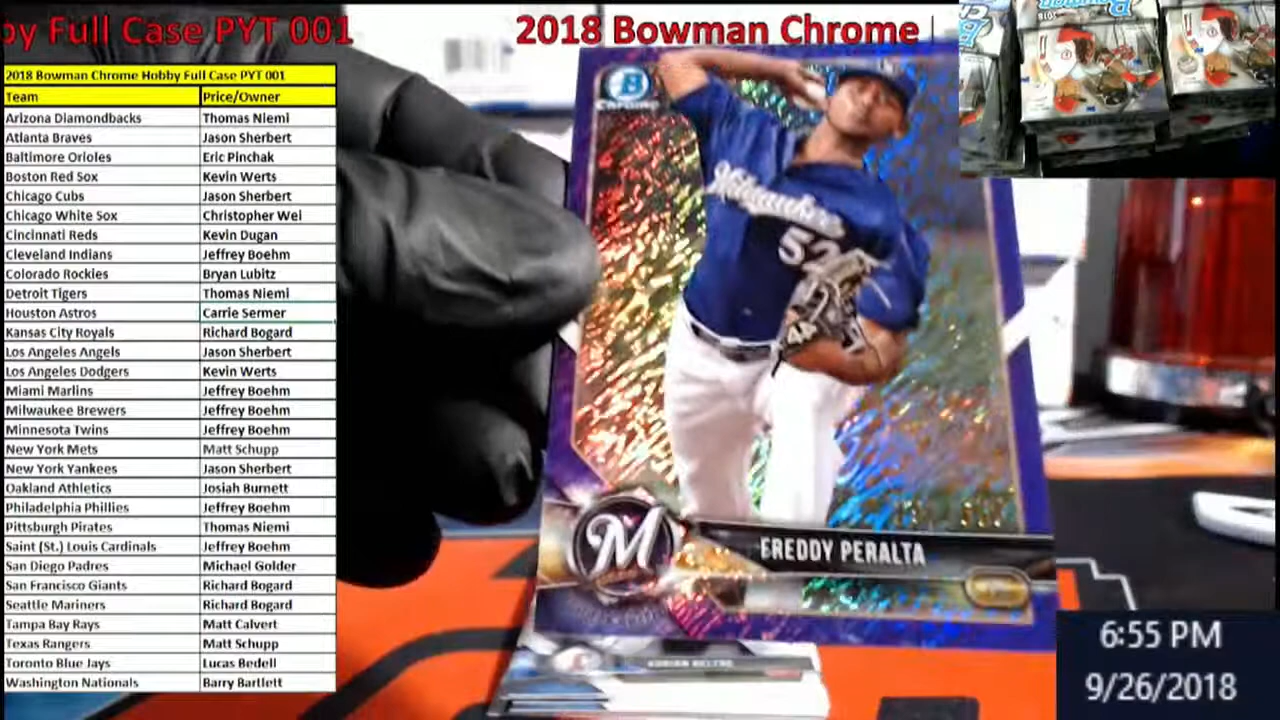 by Full Case PYT 001 2018 Bowman Chrome
2018 Bowman Chrome Hobby Full Case PYT 001
Team Price/Owner
Arizona Diamondbacks Thomas Niemi
Atlanta Braves Jason Sherbert
Baltimore Orioles Eric Pinchak
Boston Red Sox Kevin Werts
Chicago Cubs Jason Sherbert
Chicago White Sox Christopher Wei
Cincinnati Reds Kevin Dugan
Cleveland Indians Jeffrey Boehm
Colorado Rockies Bryan Lubitz
Detroit Tigers Thomas Niemi
Houston Astros Carrie Sermer
Kansas City Royals Richard Bogard
Los Angeles Angels Jason Sherbert
Los Angeles Dodgers Kevin Werts
Miami Marlins Jeffrey Boehm
Milwaukee Brewers Jeffrey Boehm
Minnesota Twins Jeffrey Boehm
New York Mets Matt Schupp
New York Yankees Jason Sherbert
Oakland Athletics Josiah Burnett
Philadelphia Phillies Jeffrey Boehm
Pittsburgh Pirates Thomas Niemi
Saint (St.) Louis Cardinals Jeffrey Boehm
San Diego Padres Michael Golder
San Francisco Giants Richard Bogard
Seattle Mariners Richard Bogard
Tampa Bay Rays Matt Calvert
Texas Rangers Matt Schupp
Toronto Blue Jays Lucas Bedell
Washington Nationals Barry Bartlett
B
Chrome
Milwaukee
52
M
FREDDY PERALTA
ADRIAN BELTRE
6:55 PM
9/26/2018